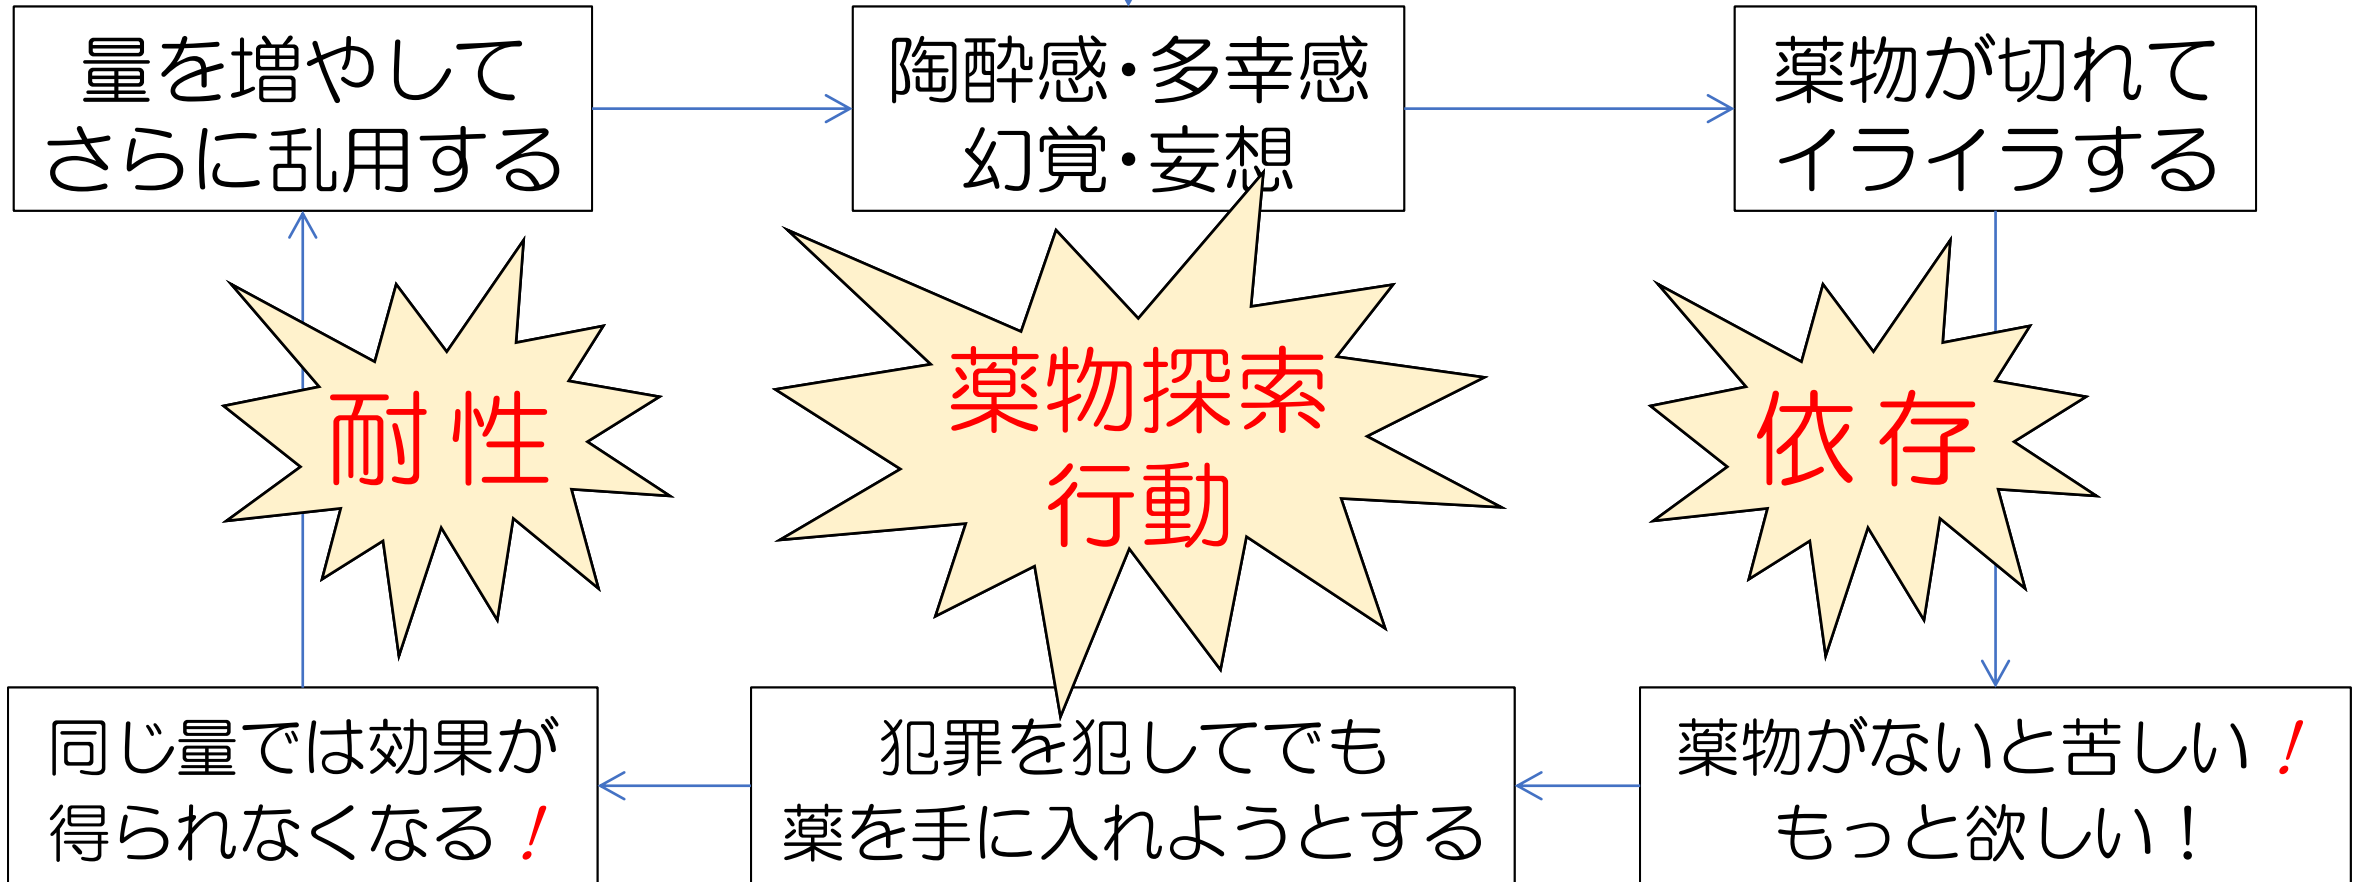 量を増やして
さらに乱用する
陶酔感・多幸感
幻覚・妄想
薬物が切れて
イライラする
耐性
薬物探索
行動
依存
同じ量では効果が
得られなくなる！
犯罪を犯してでも
薬を手に入れようとする
薬物がないと苦しい！
もっと欲しい！